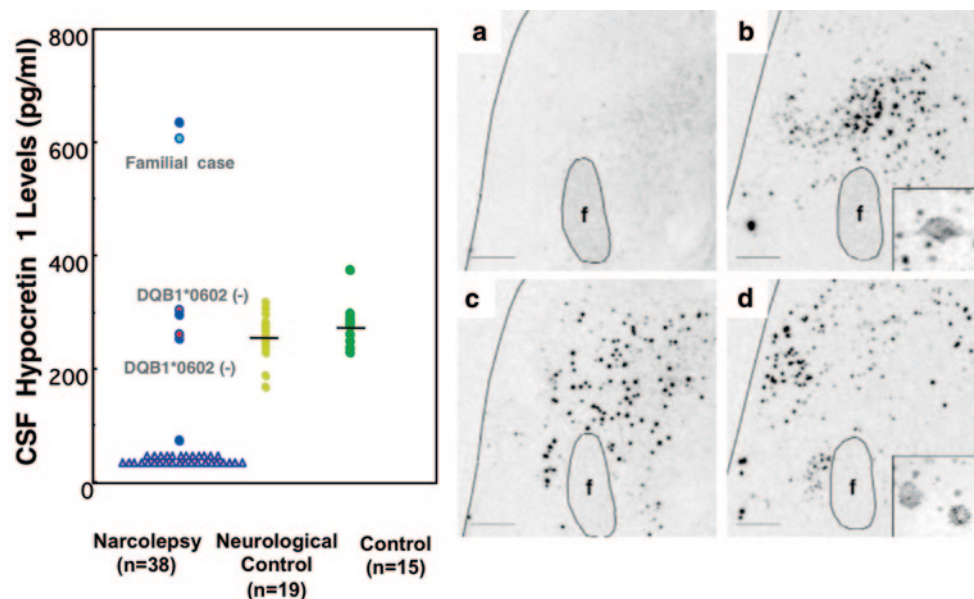 CSF Hypocretin 1 Levels (pg/ml)
800
600
400
200
0
Familial case
DQB1*0602 (-)
DQB1*0602 (-)
Narcolepsy
(n=38)
Neurological
Control
(n=19)
Control
(n=15)
a
f
b
f
c
f
d
f